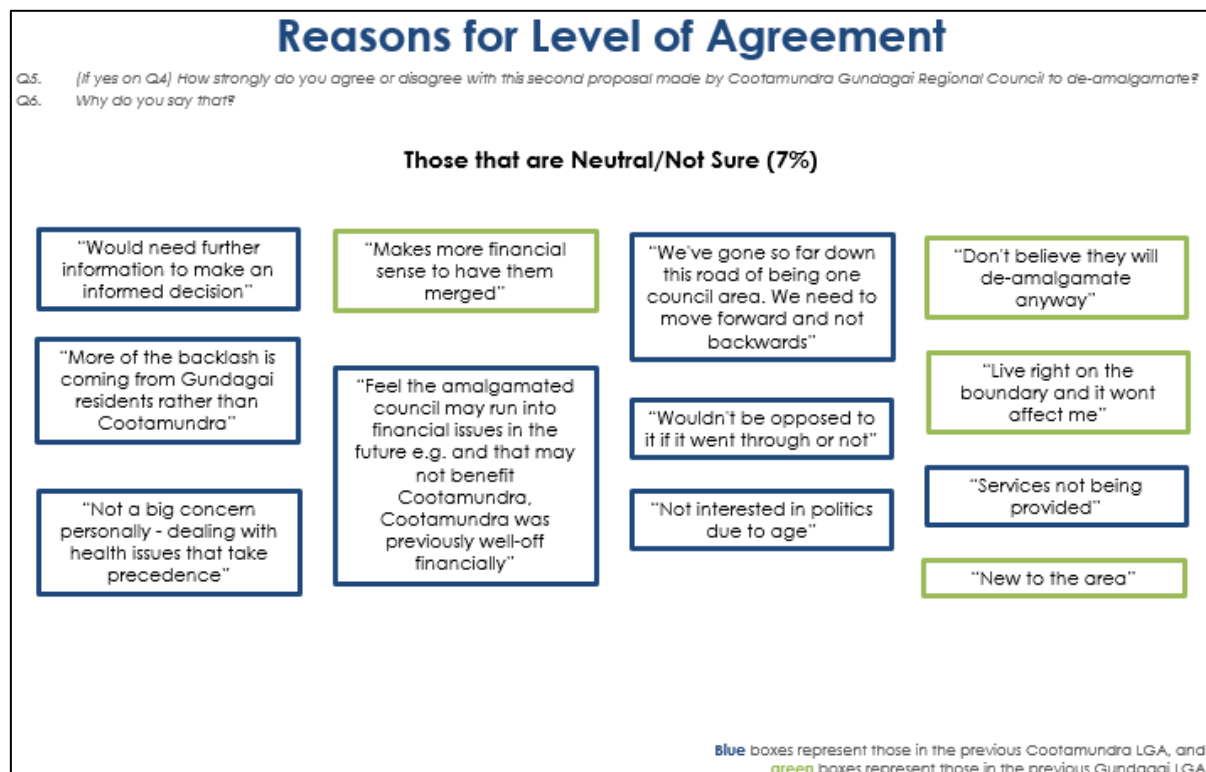 Reasons for Level of Agreement
Q5. (If yes on Q4) How strongly do you agree or disagree with this second proposal made by Cootamundra Gundagai Regional Council to de-amalgamate?
Q6. Why do you say that?
Those that are Neutral/Not Sure (7%)
“Would need further
information to make an
informed decision”
“More of the backlash is
coming from Gundagai
residents rather than
Cootamundra”
“Not a big concern
personally - dealing with
health issues that take
precedence”
“Makes more financial
sense to have them
merged”
“Feel the amalgamated
council may run into
financial issues in the
future e.g. and that may
not benefit
Cootamundra,
Cootamundra was
previously well-off
financially”
“We've gone so far down
this road of being one
council area. We need to
move forward and not
backwards”
“Wouldn't be opposed to
it if it went through or not”
“Not interested in politics
due to age”
“Don't believe they will
de-amalgamate
anyway”
“Live right on the
boundary and it wont
affect me”
“Services not being
provided”
“New to the area”
Blue boxes represent those in the previous Cootamundra LGA, and
green boxes represent those in the previous Gundagai LGA